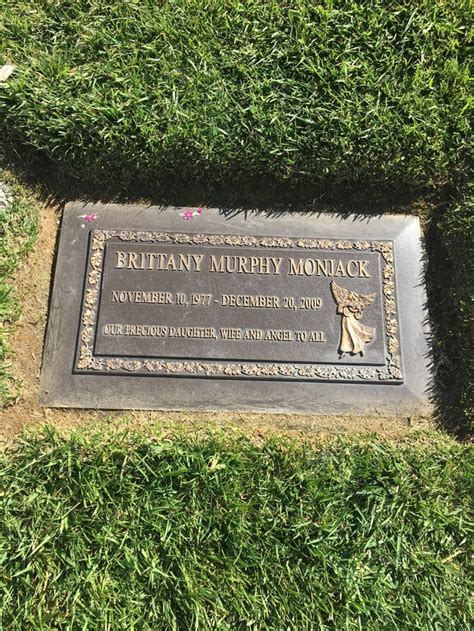 BRITTANY MURPHY MONJACK
NOVEMBER 10, 1977 - DECEMBER 20, 2009
OUR PRECIOUS DAUGHTER, WIFE AND ANGEL TO ALL